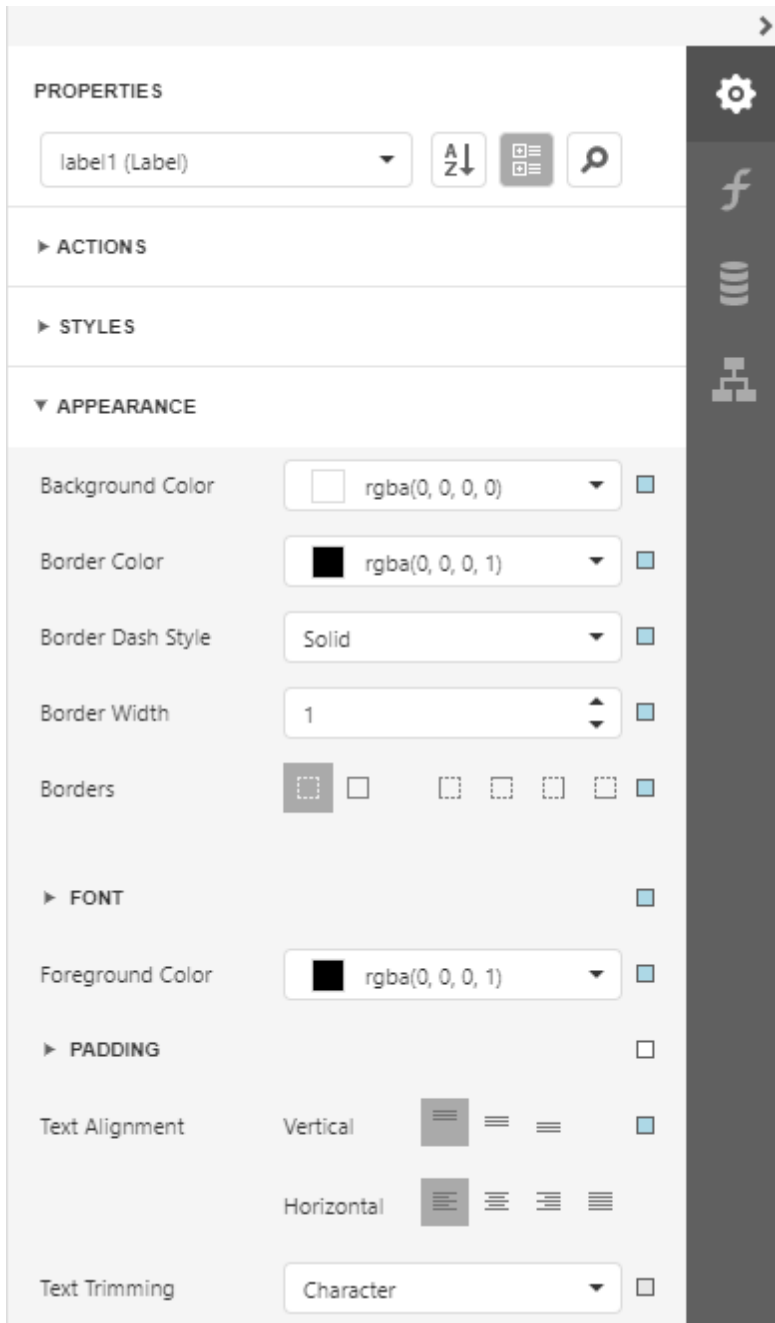 PROPERTIES
label1 (Label)
A
Z
ACTIONS
STYLES
APPEARANCE
Background Color rgba(0, 0, 0, 0)
Border Color rgba(0, 0, 0, 1)
Border Dash Style Solid
Border Width 1
Borders
FONT
Foreground Color rgba(0, 0, 0, 1)
PADDING
Text Alignment Vertical
Horizontal
Text Trimming Character